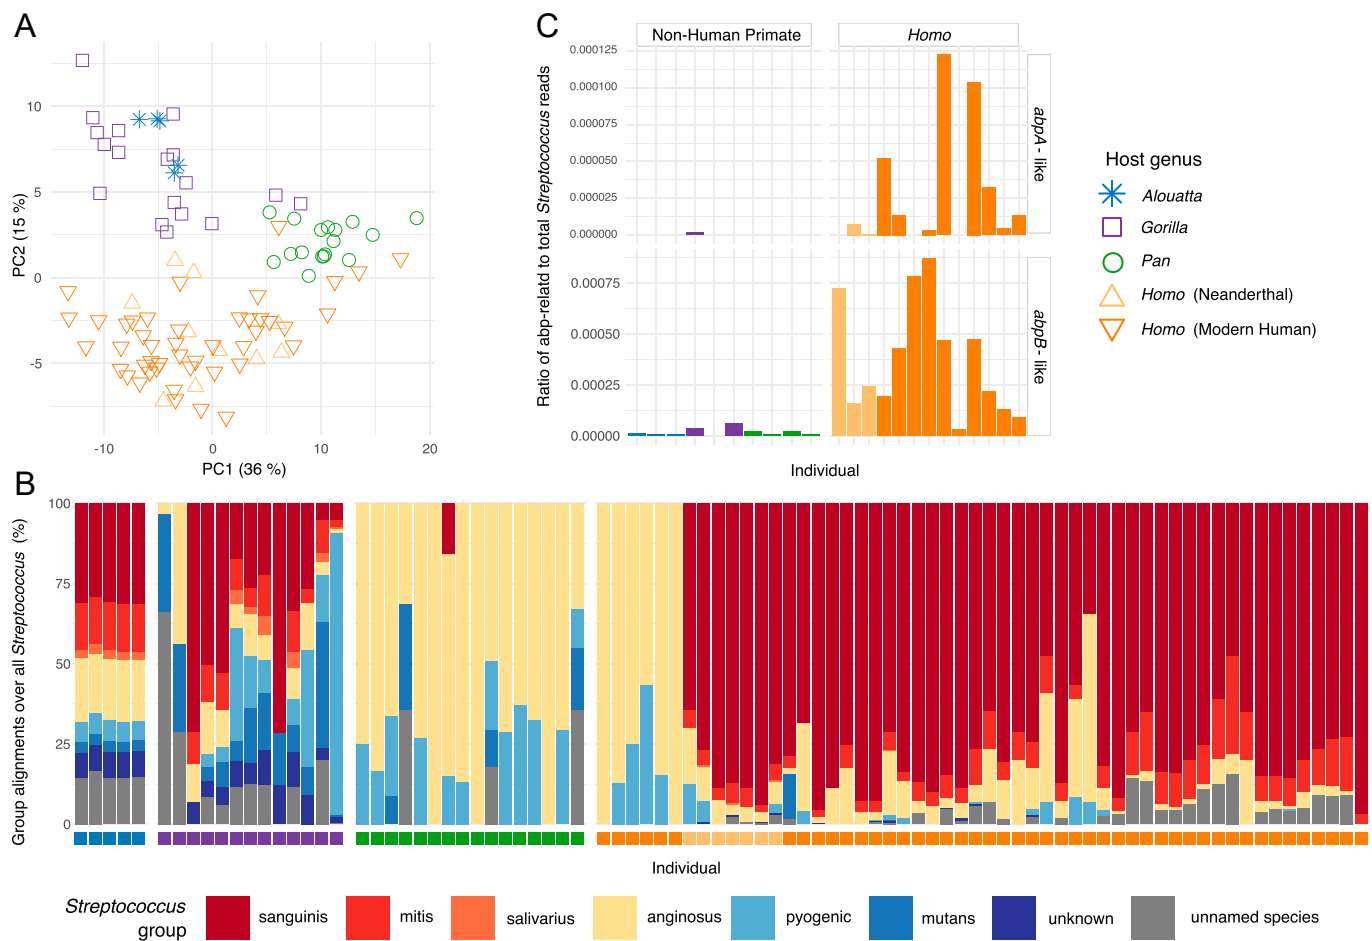 A
10
5
0
-5
-10
0
10
20
PC2 (15 %)
PC1 (36 %)
C
Non-Human Primate
Homo
0.000125
0.000100
0.000075
0.000050
0.000025
0.000000
abpA - like
0.00075
0.00050
0.00025
0.00000
abpB - like
Ratio of abp-relatd to total Streptococcus reads
Individual
Host genus
Alouatta
Gorilla
Pan
Homo (Neanderthal)
Homo (Modern Human)
B
100
75
50
25
0
Group alignments over all Streptococcus (%)
Individual
Streptococcus
group
sanguinis
mitis
salivarius
anginosus
pyogenic
mutans
unknown
unnamed species